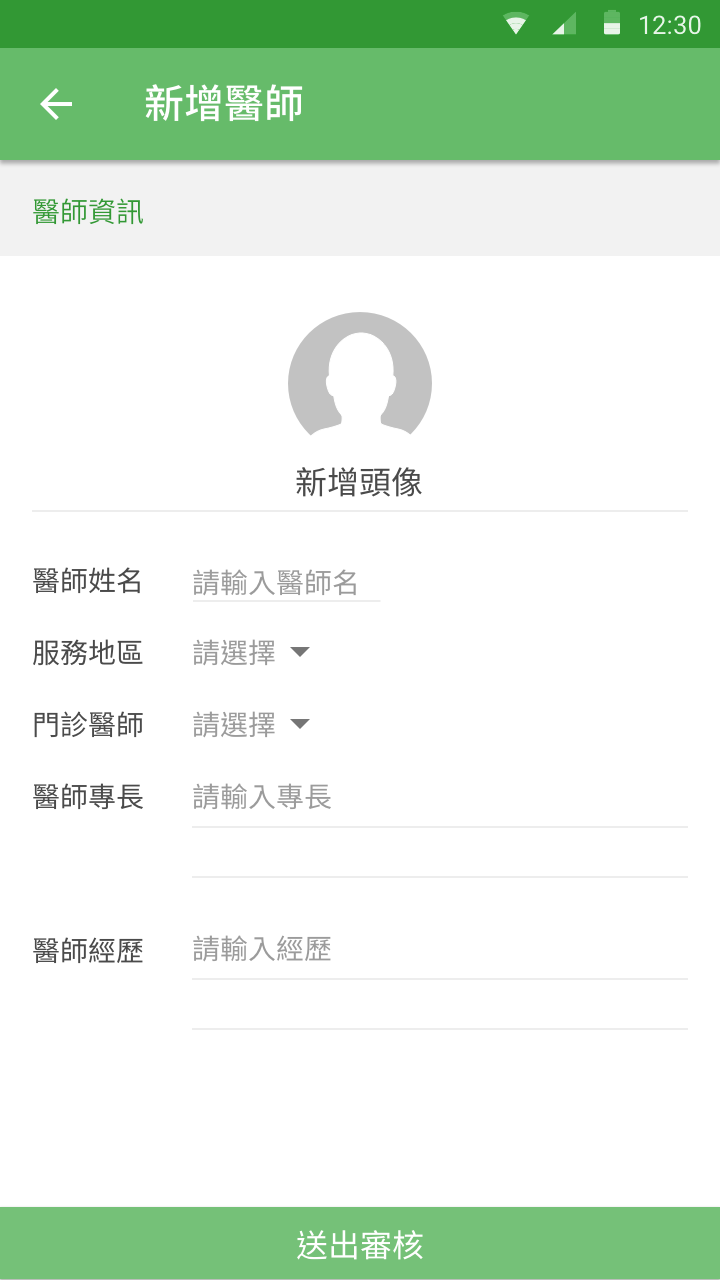 12:30
新增醫師
醫師資訊
新增頭像
醫師姓名 請輸入醫師名
服務地區 請選擇
門診醫師 請選擇
醫師專長 請輸入專長
醫師經歷 請輸入經歷
送出審核